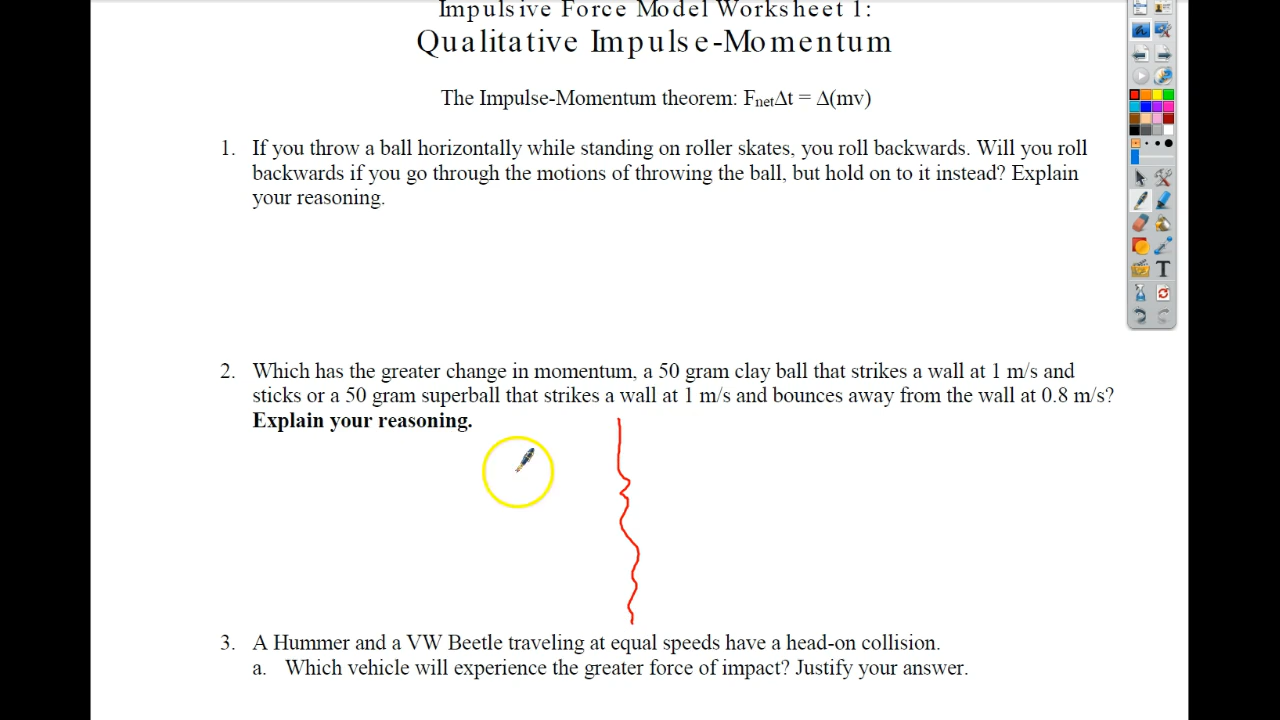 Impulsive Force Model Worksheet 1:
Qualitative Impulse-Momentum
The Impulse-Momentum theorem: FnetΔt = Δ(mv)
1. If you throw a ball horizontally while standing on roller skates, you roll backwards. Will you roll
backwards if you go through the motions of throwing the ball, but hold on to it instead? Explain
your reasoning.
2. Which has the greater change in momentum, a 50 gram clay ball that strikes a wall at 1 m/s and
sticks or a 50 gram superball that strikes a wall at 1 m/s and bounces away from the wall at 0.8 m/s?
Explain your reasoning.
3. A Hummer and a VW Beetle traveling at equal speeds have a head-on collision.
a. Which vehicle will experience the greater force of impact? Justify your answer.
T